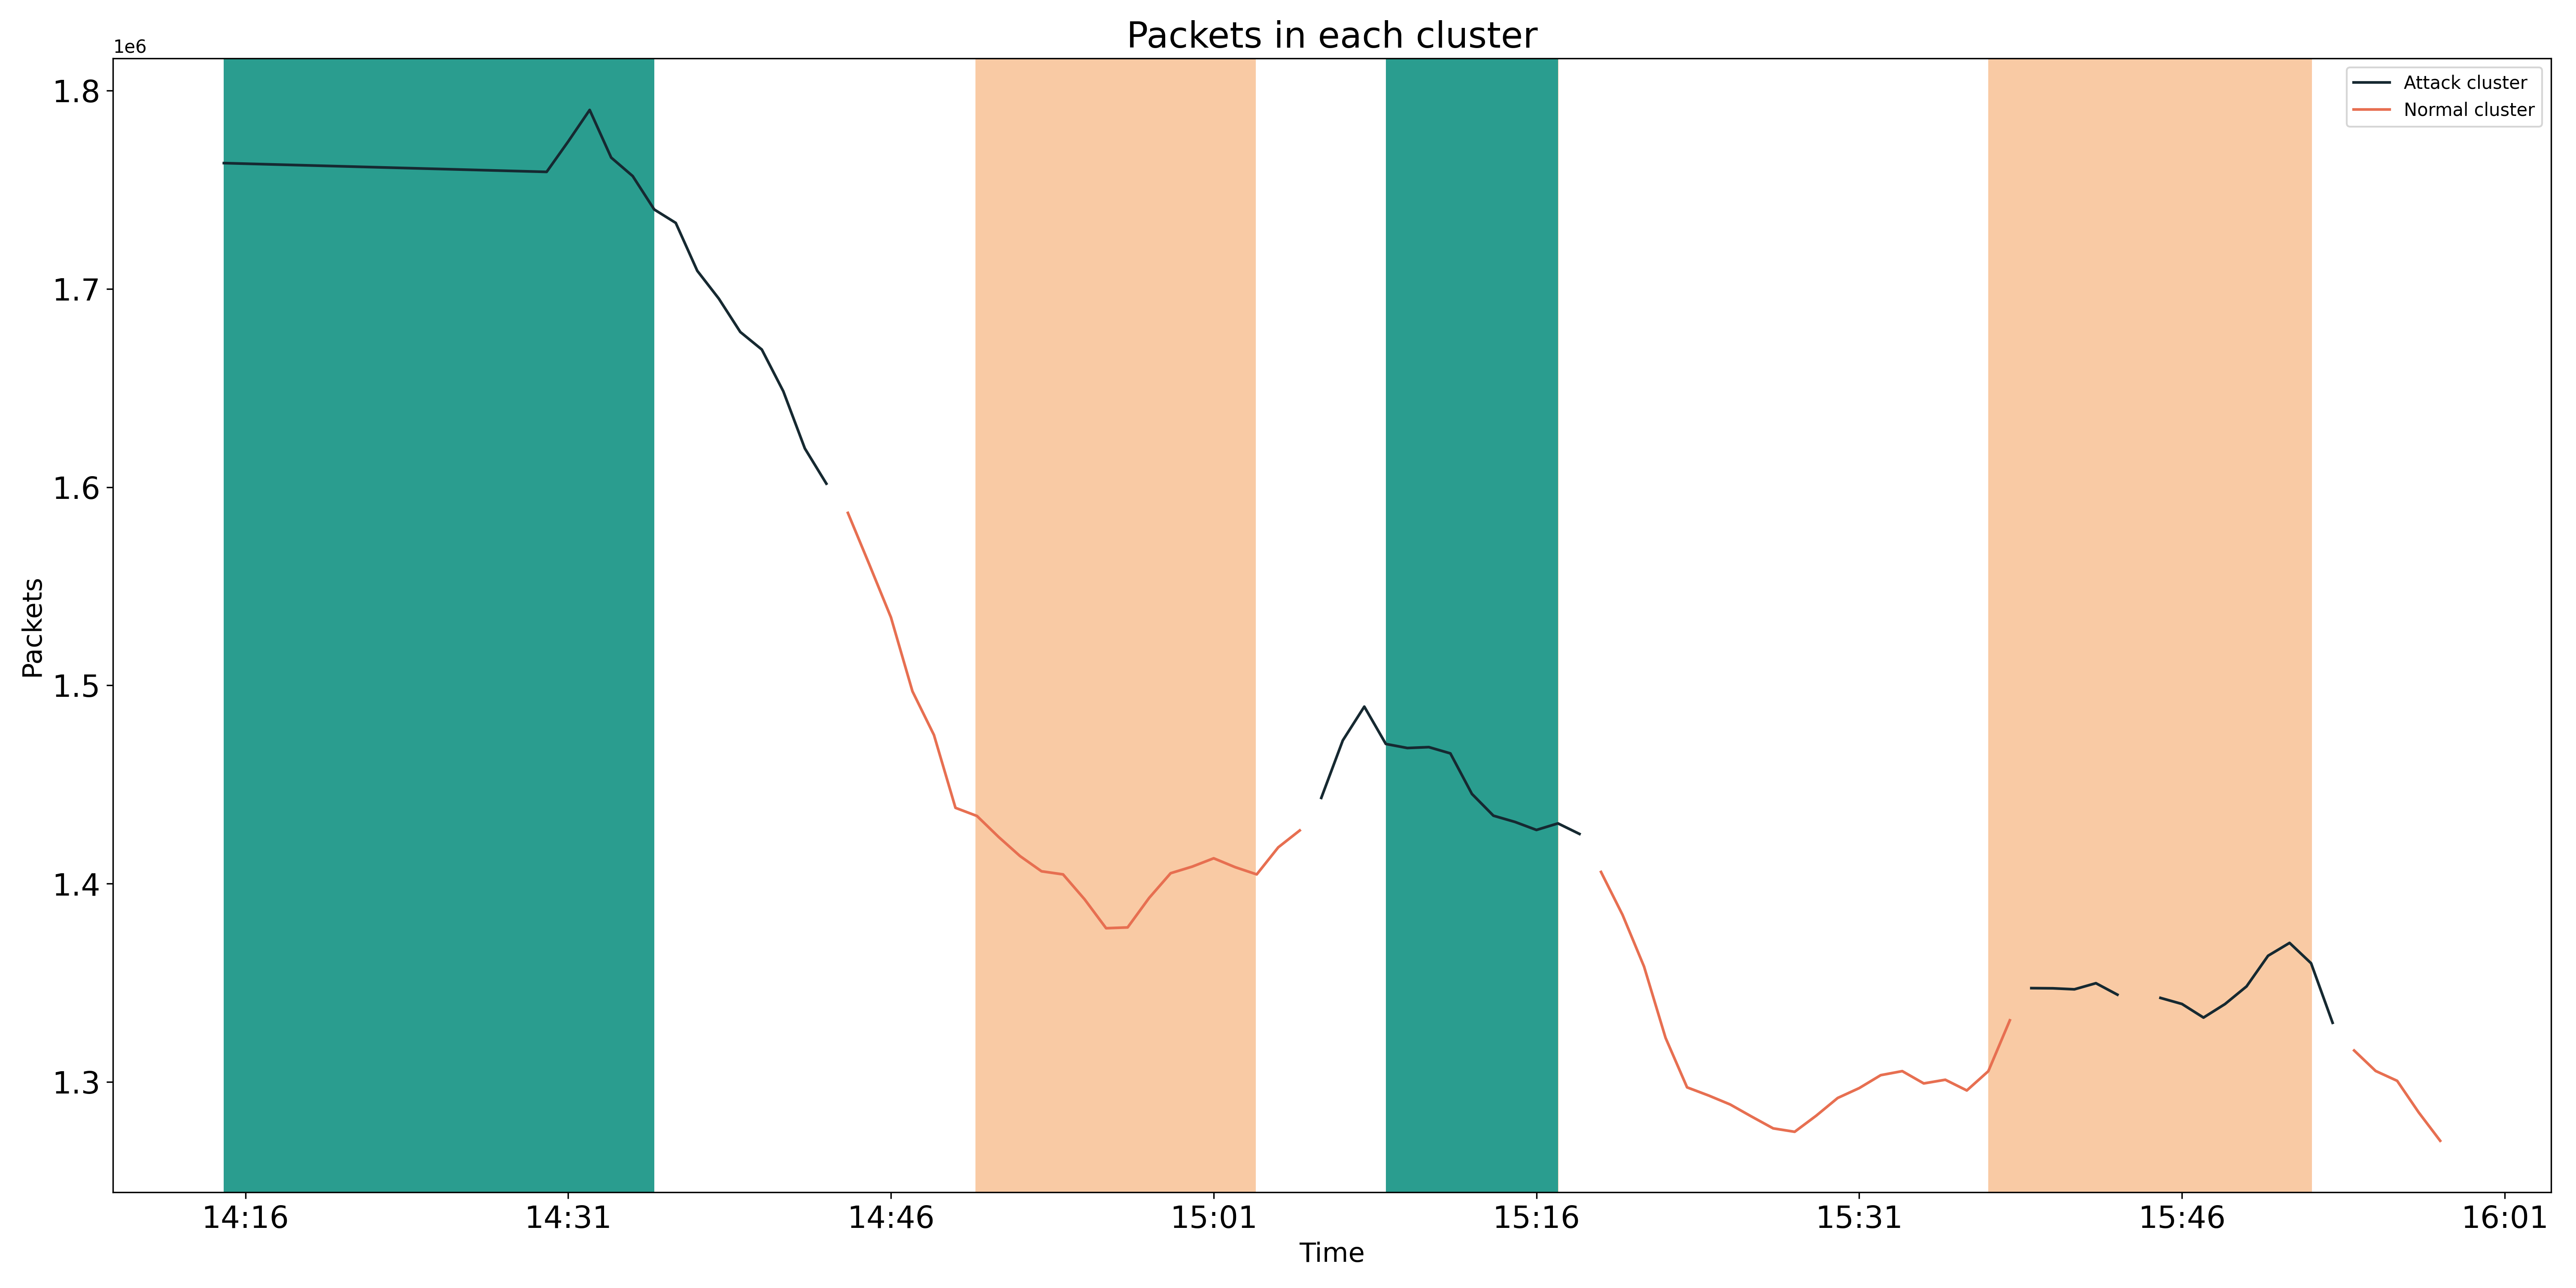 Packets in each cluster
1e6
Attack cluster
Normal cluster
1.8
1.7
1.6
1.5
1.4
1.3
Packets
14:16 14:31 14:46 15:01 15:16 15:31 15:46 16:01
Time